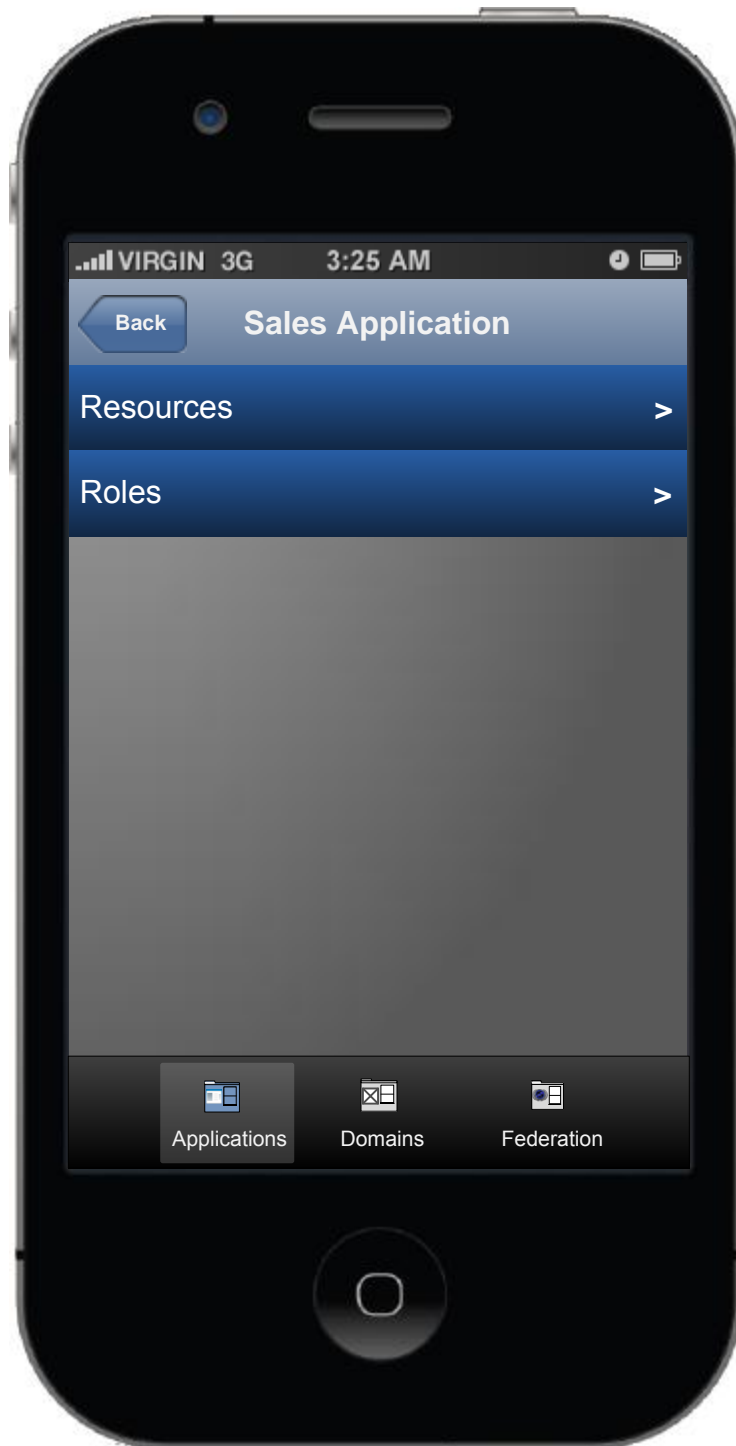 VIRGIN 3G 3:25 AM
Back Sales Application
Resources >
Roles >
Applications Domains Federation